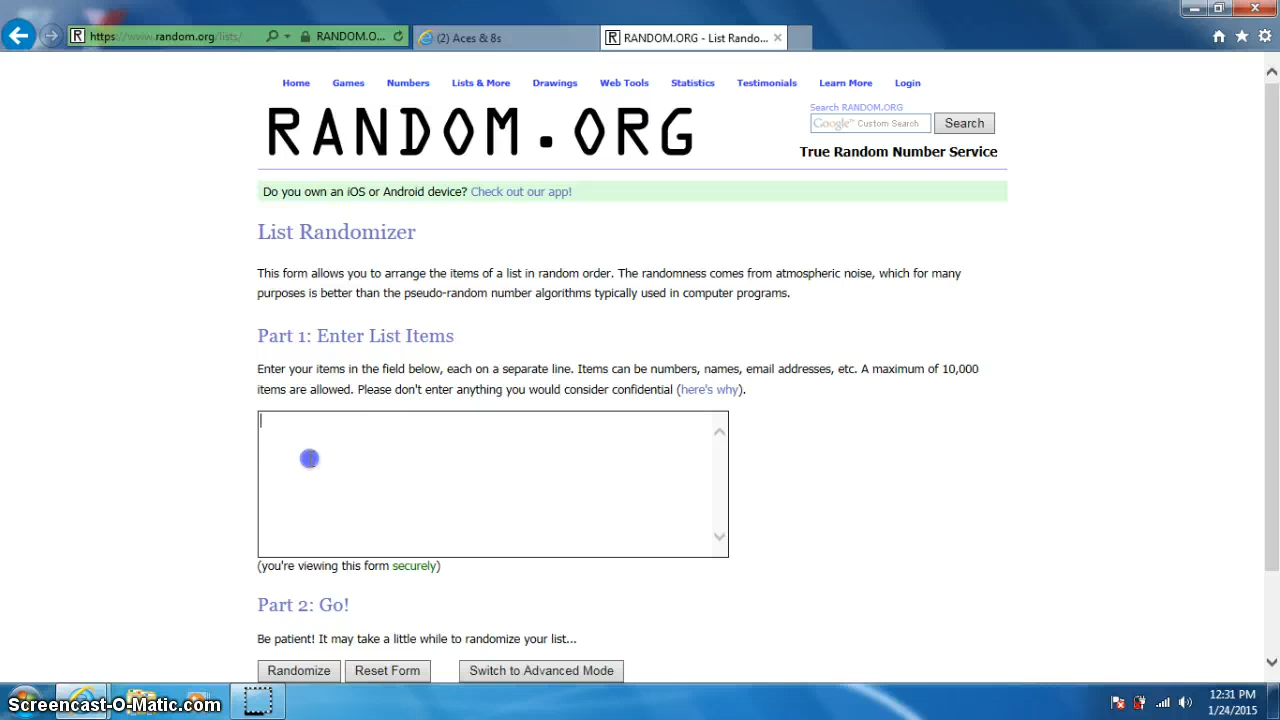 https://www.random.org/lists/ RANDOM.O... (2) Aces & 8s RANDOM.ORG - List Rando...
Home Games Numbers Lists & More Drawings Web Tools Statistics Testimonials Learn More Login
RANDOM.ORG
Search RANDOM.ORG
Google™ Custom Search Search
True Random Number Service
Do you own an iOS or Android device? Check out our app!
List Randomizer
This form allows you to arrange the items of a list in random order. The randomness comes from atmospheric noise, which for many
purposes is better than the pseudo-random number algorithms typically used in computer programs.
Part 1: Enter List Items
Enter your items in the field below, each on a separate line. Items can be numbers, names, email addresses, etc. A maximum of 10,000
items are allowed. Please don't enter anything you would consider confidential (here's why).
(you're viewing this form securely)
Part 2: Go!
Be patient! It may take a little while to randomize your list...
Randomize Reset Form Switch to Advanced Mode
Screencast-O-Matic.com
12:31 PM
1/24/2015